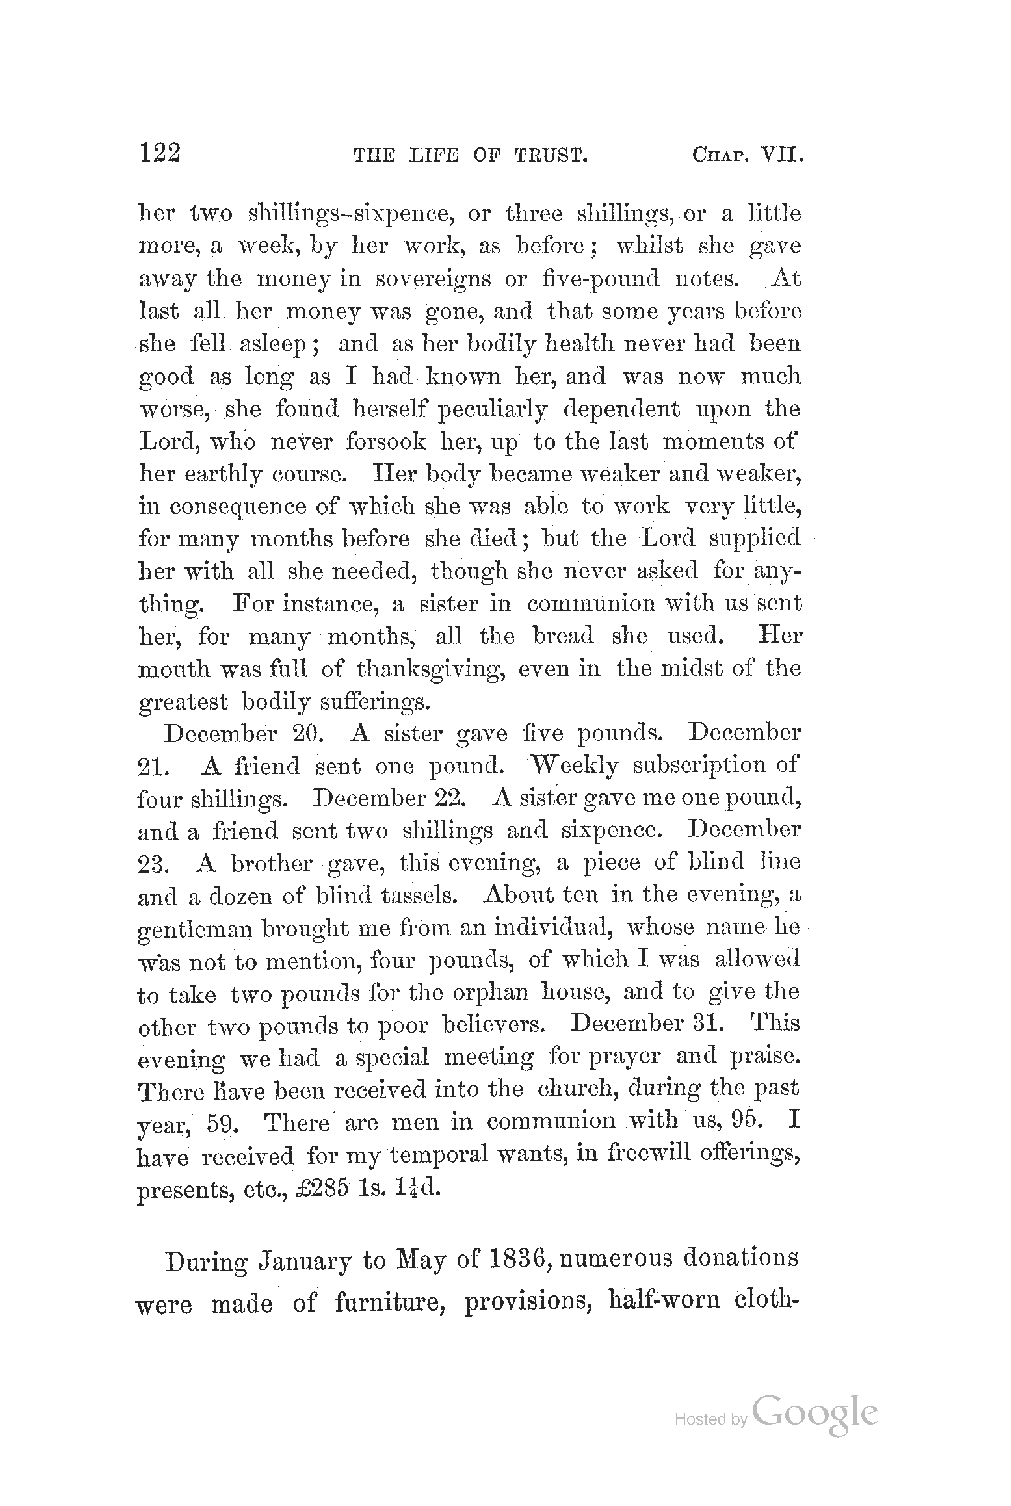 122 THE LIFE OF TRUST. CHAP. VII.
her two shillings-sixpence, or three shillings, or a little
more, a week, by her work, as before; whilst she gave
away the money in sovereigns or five-pound notes. At
last all her money was gone, and that some years before
she fell asleep; and as her bodily health never had been
good as long as I had known her, and was now much
worse, she found herself peculiarly dependent upon the
Lord, who never forsook her, up to the last moments of
her earthly course. Her body became weaker and weaker,
in consequence of which she was able to work very little,
for many months before she died; but the Lord supplied
her with all she needed, though she never asked for any-
thing. For instance, a sister in communion with us sent
her, for many months, all the bread she used. Her
mouth was full of thanksgiving, even in the midst of the
greatest bodily sufferings.
December 20. A sister gave five pounds. December
21. A friend sent one pound. Weekly subscription of
four shillings. December 22. A sister gave me one pound,
and a friend sent two shillings and sixpence. December
23. A brother gave, this evening, a piece of blind line
and a dozen of blind tassels. About ten in the evening, a
gentleman brought me from an individual, whose name he
was not to mention, four pounds, of which I was allowed
to take two pounds for the orphan house, and to give the
other two pounds to poor believers. December 31. This
evening we had a special meeting for prayer and praise.
There have been received into the church, during the past
year, 59. There are men in communion with us, 95. I
have received for my temporal wants, in freewill offerings,
presents, etc., £285 1s. 1¼d.
During January to May of 1836, numerous donations
were made of furniture, provisions, half-worn cloth-
Hosted by Google